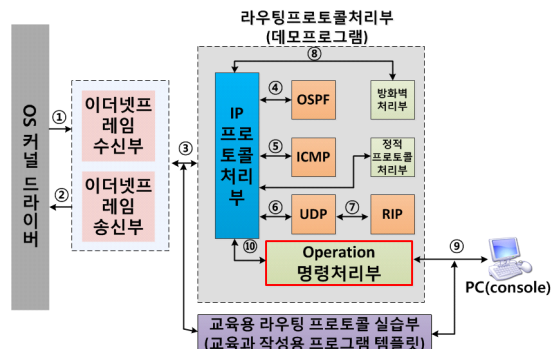 라우팅프로토콜처리부
(데모프로그램)
OS 커널 드라이버
①
이더넷프
레임
수신부
②
이더넷프
레임
송신부
③
IP
프로
토콜
처리
부
⑧
④
OSPF
방화벽
처리부
⑤
ICMP
정적
프로토콜
처리부
⑥
UDP
⑦
RIP
⑩
Operation
명령처리부
⑨
PC(console)
교육용 라우팅 프로토콜 실습부
(교육과 작성용 프로그램 템플릿)